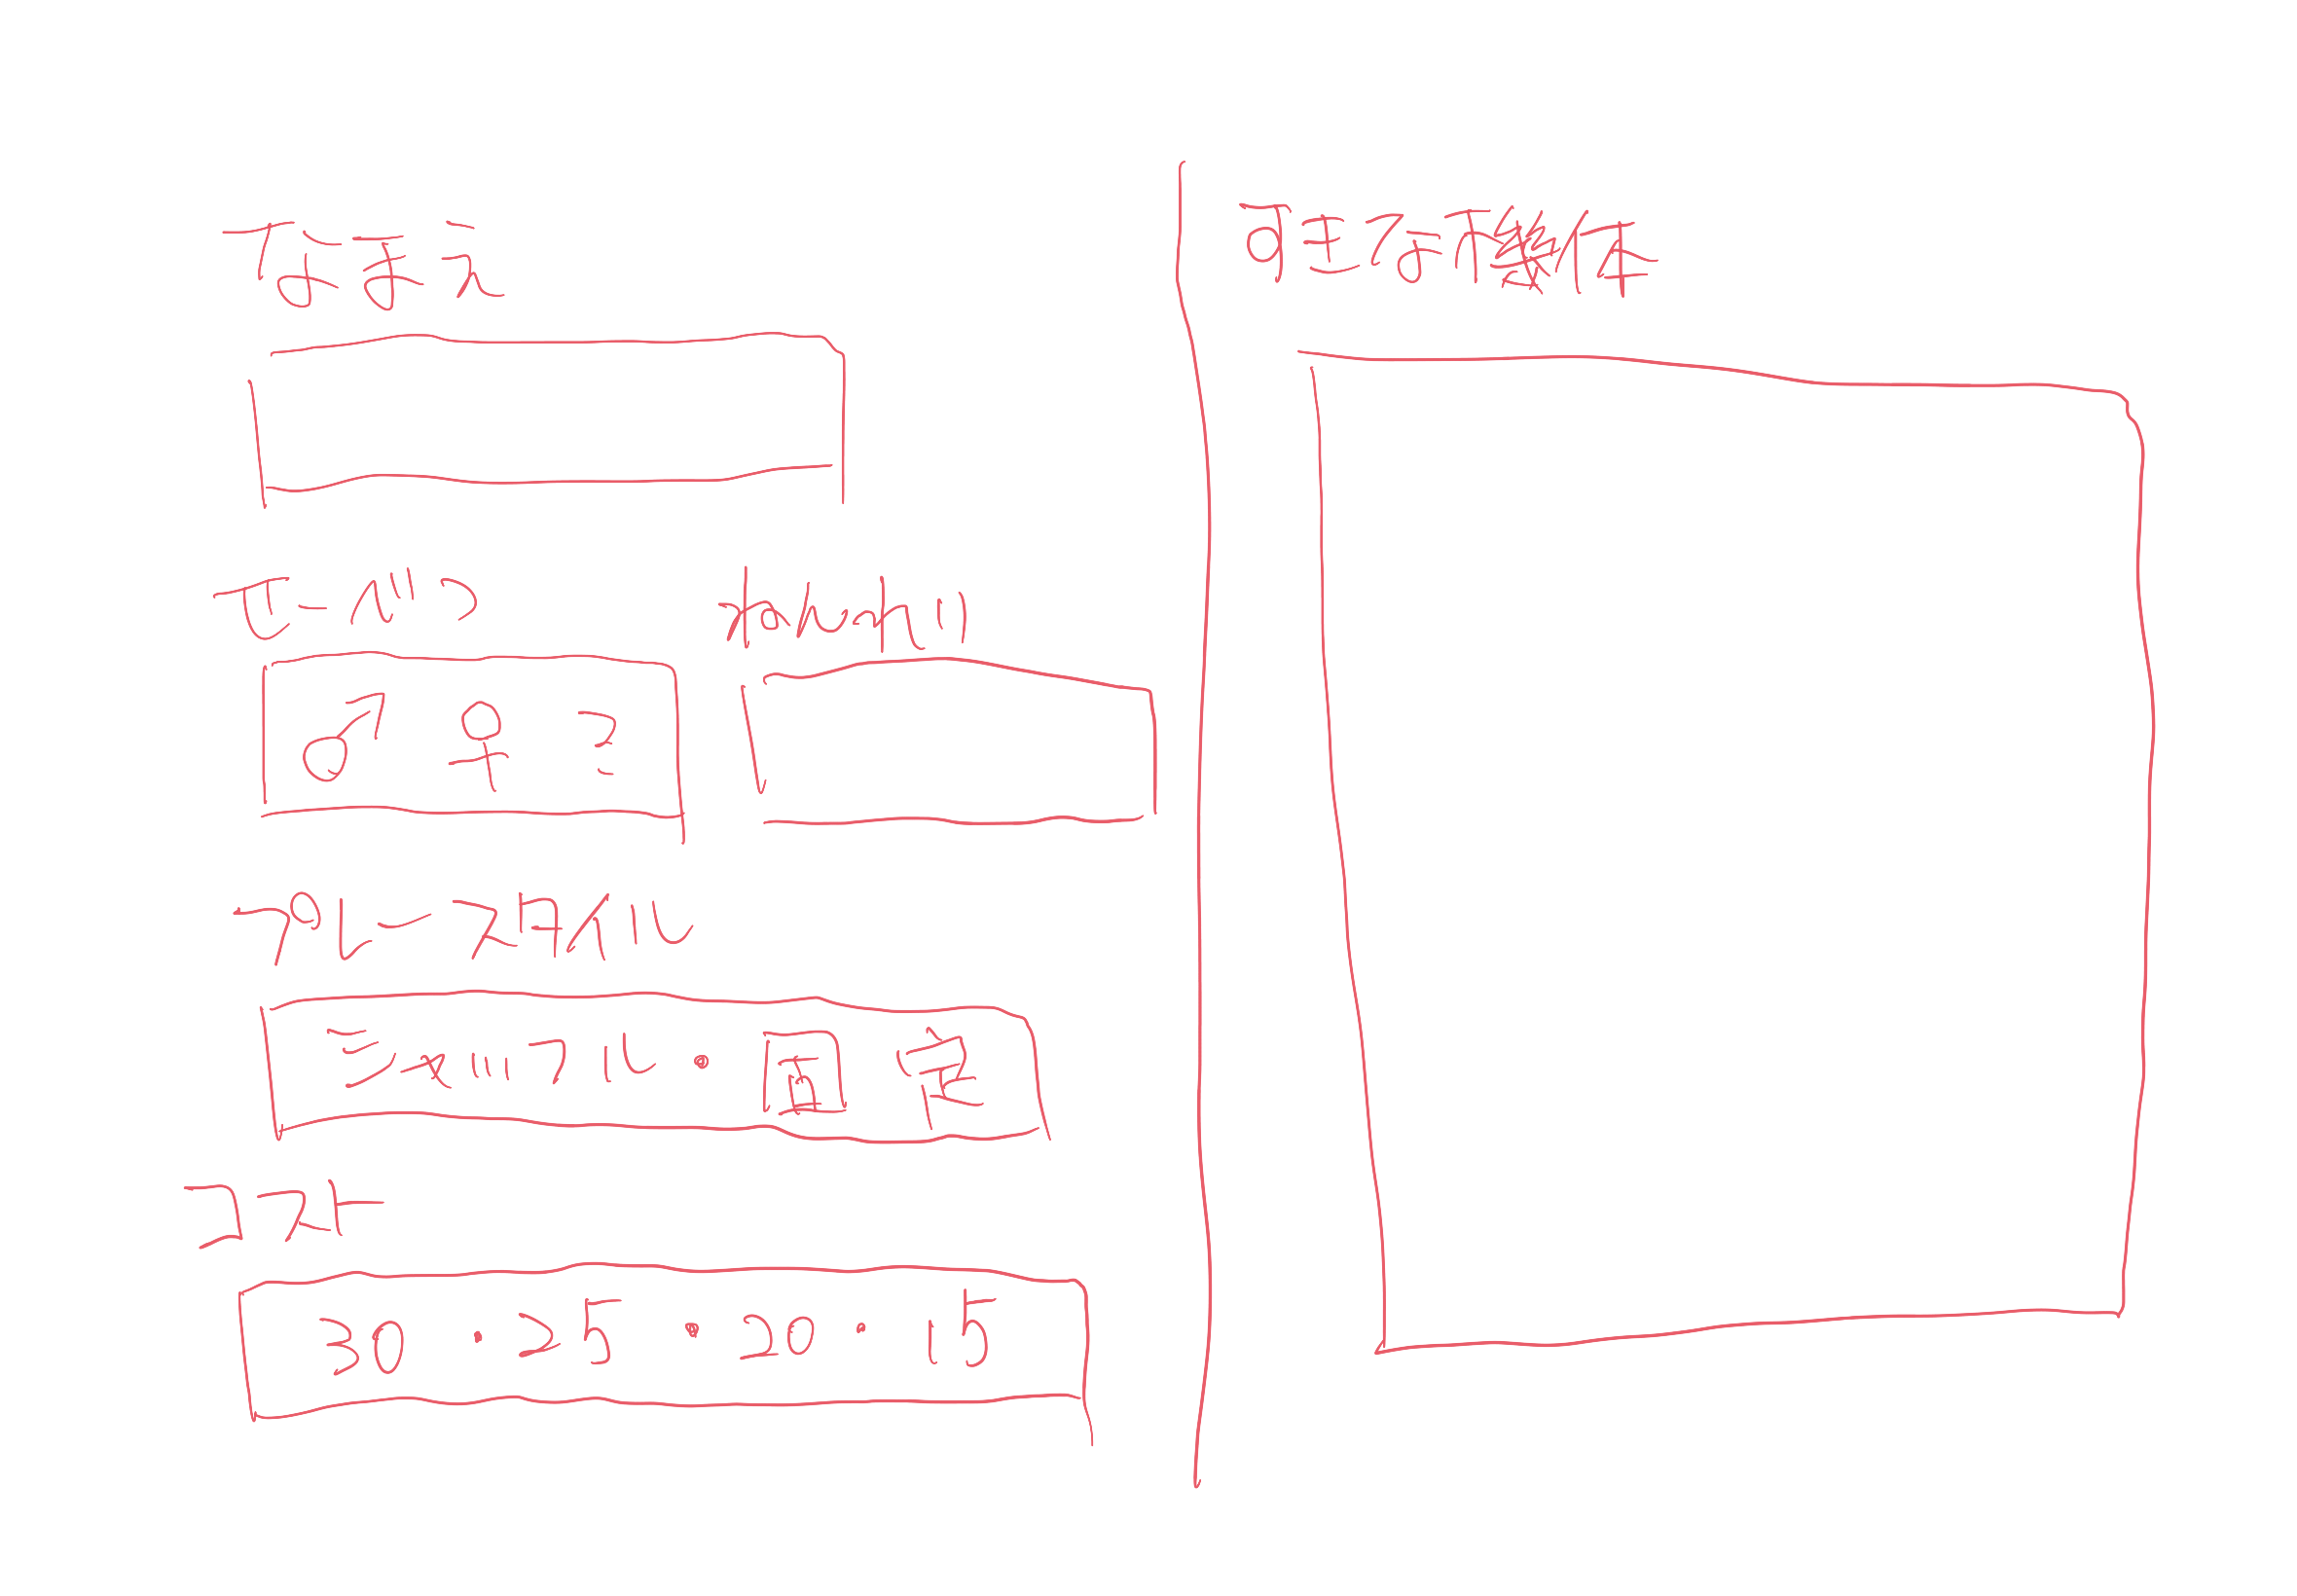 なまえ
せーべつ
ねんれい
♂ ♀ ?
プレースタイル
シャッフル・固定
コスト
30・25・20・15
すきな機体